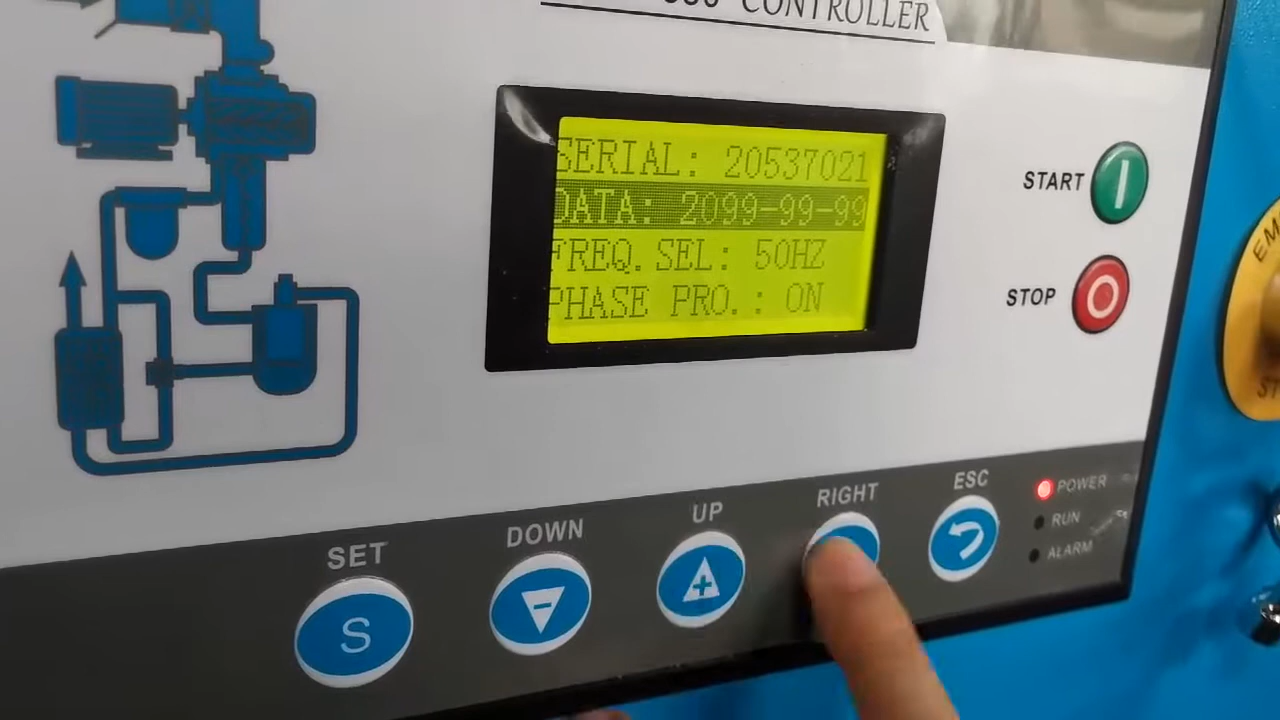 CONTROLLER
SERIAL: 20537021
DATA: 2099-99-99
FREQ.SEL: 50HZ
PHASE PRO.: ON
START
STOP
SET
DOWN
UP
RIGHT
ESC
S
POWER
RUN
ALARM